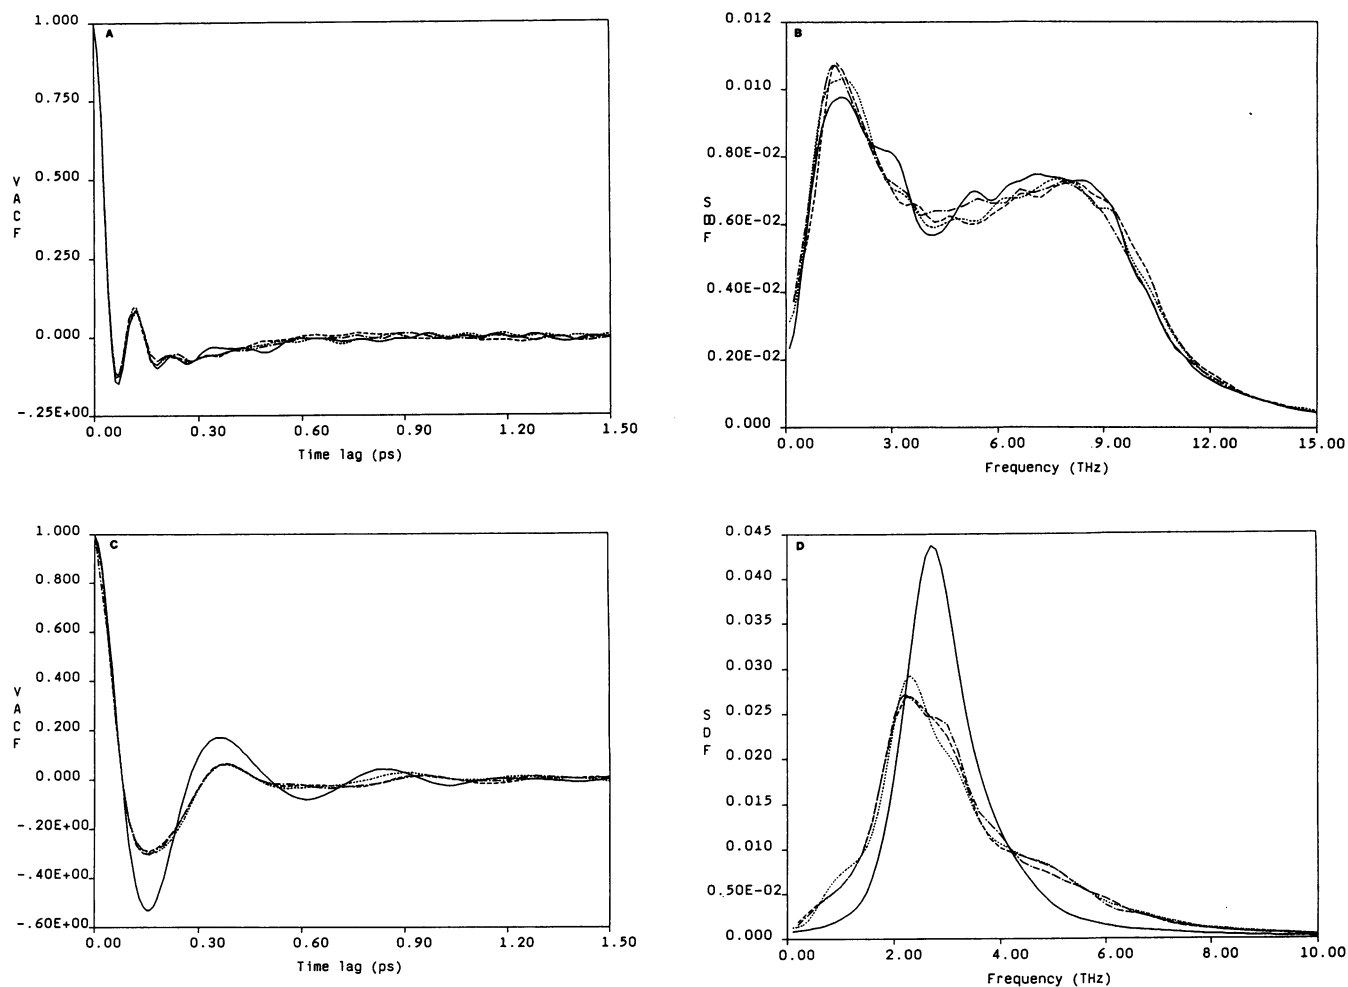 A
1.000
0.750
0.500
0.250
0.000
-.25E+00
V
A
C
F
0.00 0.30 0.60 0.90 1.20 1.50
Time lag (ps)
B
0.012
0.010
0.80E-02
0.60E-02
0.40E-02
0.20E-02
0.000
S
D
F
0.00 3.00 6.00 9.00 12.00 15.00
Frequency (THz)
C
1.000
0.800
0.600
0.400
0.200
0.000
-.20E+00
-.40E+00
-.60E+00
V
A
C
F
0.00 0.30 0.60 0.90 1.20 1.50
Time lag (ps)
D
0.045
0.040
0.035
0.030
0.025
0.020
0.015
0.010
0.50E-02
0.000
S
D
F
0.00 2.00 4.00 6.00 8.00 10.00
Frequency (THz)